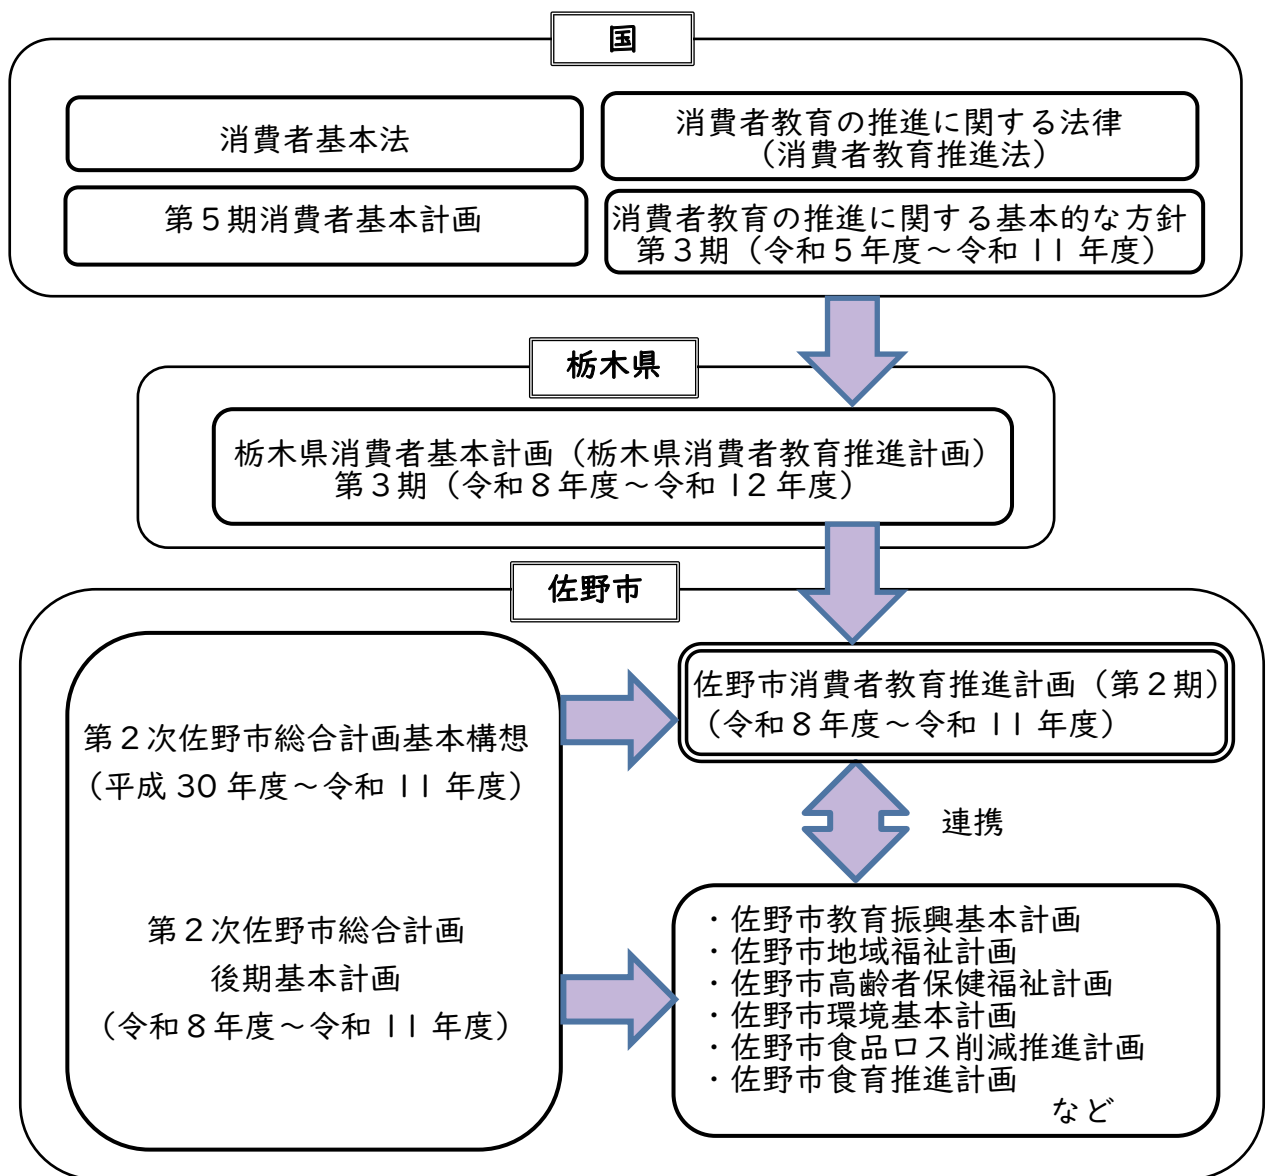 国
消費者基本法
消費者教育の推進に関する法律
（消費者教育推進法）
第５期消費者基本計画
消費者教育の推進に関する基本的な方針
第３期（令和５年度～令和 11 年度）
栃木県
栃木県消費者基本計画（栃木県消費者教育推進計画）
第３期（令和８年度～令和 12 年度）
佐野市
第２次佐野市総合計画基本構想
（平成 30 年度～令和 11 年度）
第２次佐野市総合計画
後期基本計画
（令和８年度～令和 11 年度）
佐野市消費者教育推進計画（第２期）
（令和８年度～令和 11 年度）
連携
・佐野市教育振興基本計画
・佐野市地域福祉計画
・佐野市高齢者保健福祉計画
・佐野市環境基本計画
・佐野市食品ロス削減推進計画
・佐野市食育推進計画
など